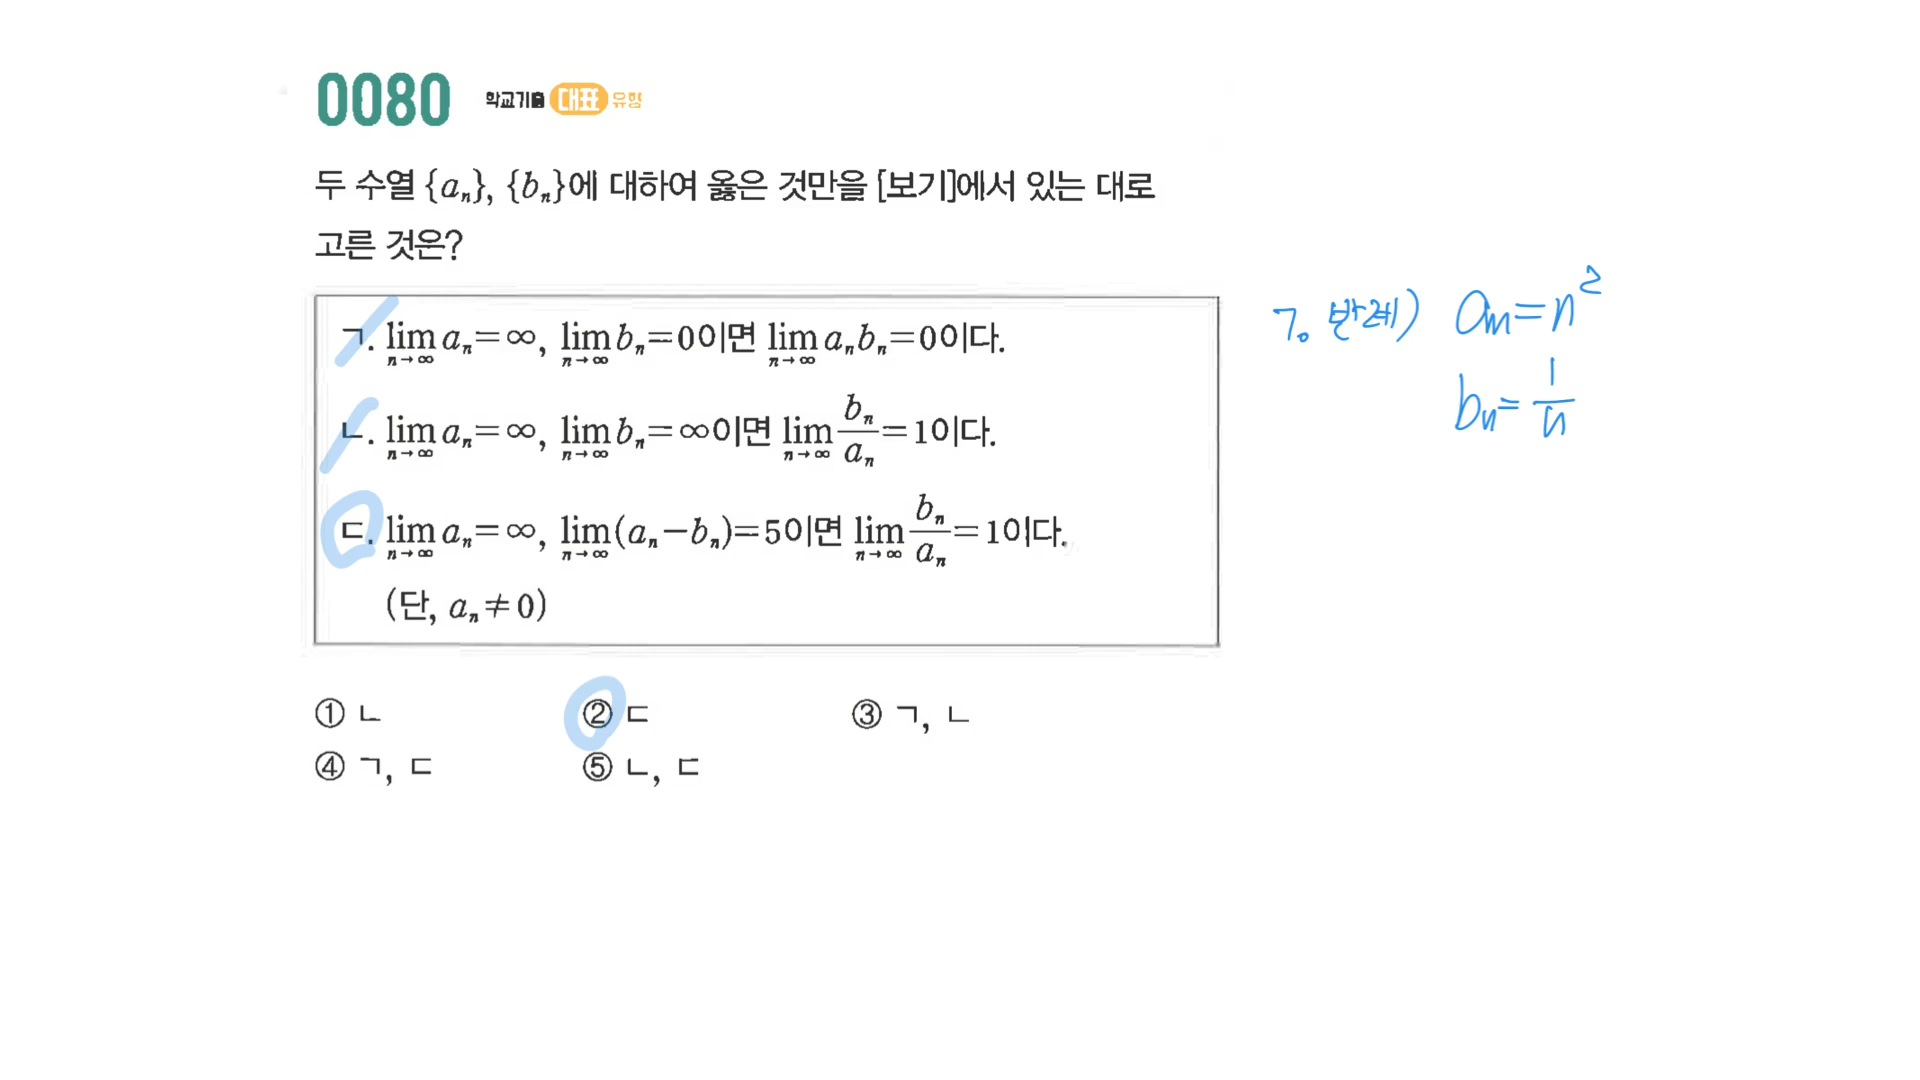 0080 학교기출 대표 유형
두 수열 {aₙ}, {bₙ}에 대하여 옳은 것만을 [보기]에서 있는 대로
고른 것은?
ㄱ. lim_{n→∞} aₙ=∞, lim_{n→∞} bₙ=0이면 lim_{n→∞} aₙbₙ=0이다.
ㄴ. lim_{n→∞} aₙ=∞, lim_{n→∞} bₙ=∞이면 lim_{n→∞} bₙ/aₙ=1이다.
ㄷ. lim_{n→∞} aₙ=∞, lim_{n→∞} (aₙ-bₙ)=5이면 lim_{n→∞} bₙ/aₙ=1이다.
(단, aₙ≠0)
① ㄴ ② ㄷ ③ ㄱ, ㄴ
④ ㄱ, ㄷ ⑤ ㄴ, ㄷ
ㄱ. 반례) aₙ=n²
bₙ=1/n